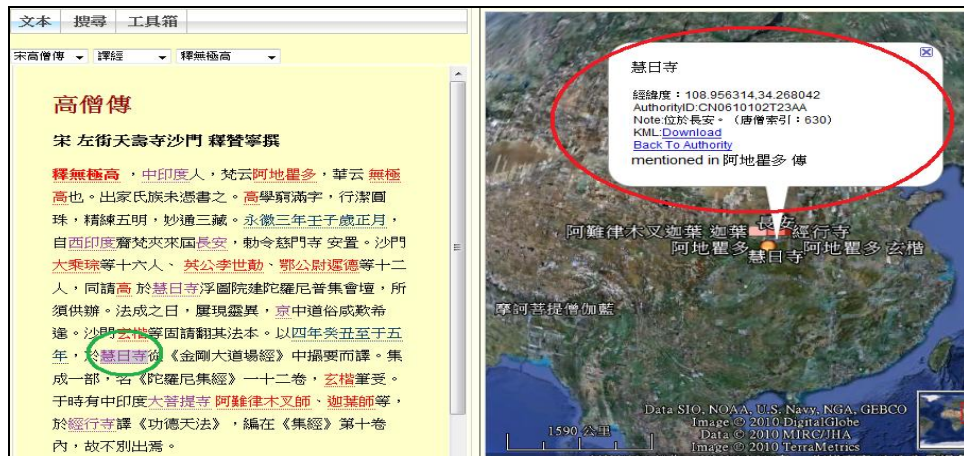 文本 搜尋 工具箱
宋高僧傳 譯經 釋無極高
高僧傳
宋 左街天壽寺沙門 釋贊寧撰
釋無極高 ，中印度人，梵云阿地瞿多，華云 無極
高也。出家氏族未憑書之。高學窮滿字，行潔圓
珠，精練五明，妙通三藏。永徽三年壬子歲正月，
自西印度齎梵夾來屆長安，勅令慈門寺 安置。沙門
大乘琮等十六人、 英公李世勣、鄂公尉遲德等十二
人，同請高 於慧日寺浮圖院建陀羅尼普集會壇，所
須供辦。法成之日，屢現靈異，京中道俗咸歎希
逢。沙門玄楷等固請翻其法本。以四年癸丑至于五
年，於慧日寺從《金剛大道場經》中撮要而譯。集
成一部，名《陀羅尼集經》一十二卷，玄楷筆受。
于時有中印度大菩提寺 阿難律木叉師、迦葉師等，
於經行寺譯《功德天法》，編在《集經》第十卷
內，故不別出焉。
慧日寺
經緯度：108.956314,34.268042
AuthorityID:CN0610102T23AA
Note:位於長安。（唐僧索引：630）
KML:Download
Back To Authority
mentioned in 阿地瞿多 傳
長安
阿難律木叉迦葉 迦葉 經行寺
阿地瞿多 阿地瞿多 玄楷
慧日寺
摩訶菩提僧伽藍
Data SIO, NOAA, U.S. Navy, NGA, GEBCO
Image © 2010 DigitalGlobe
Data © 2010 MIRC/JHA
Image © 2010 TerraMetrics
1590 公里